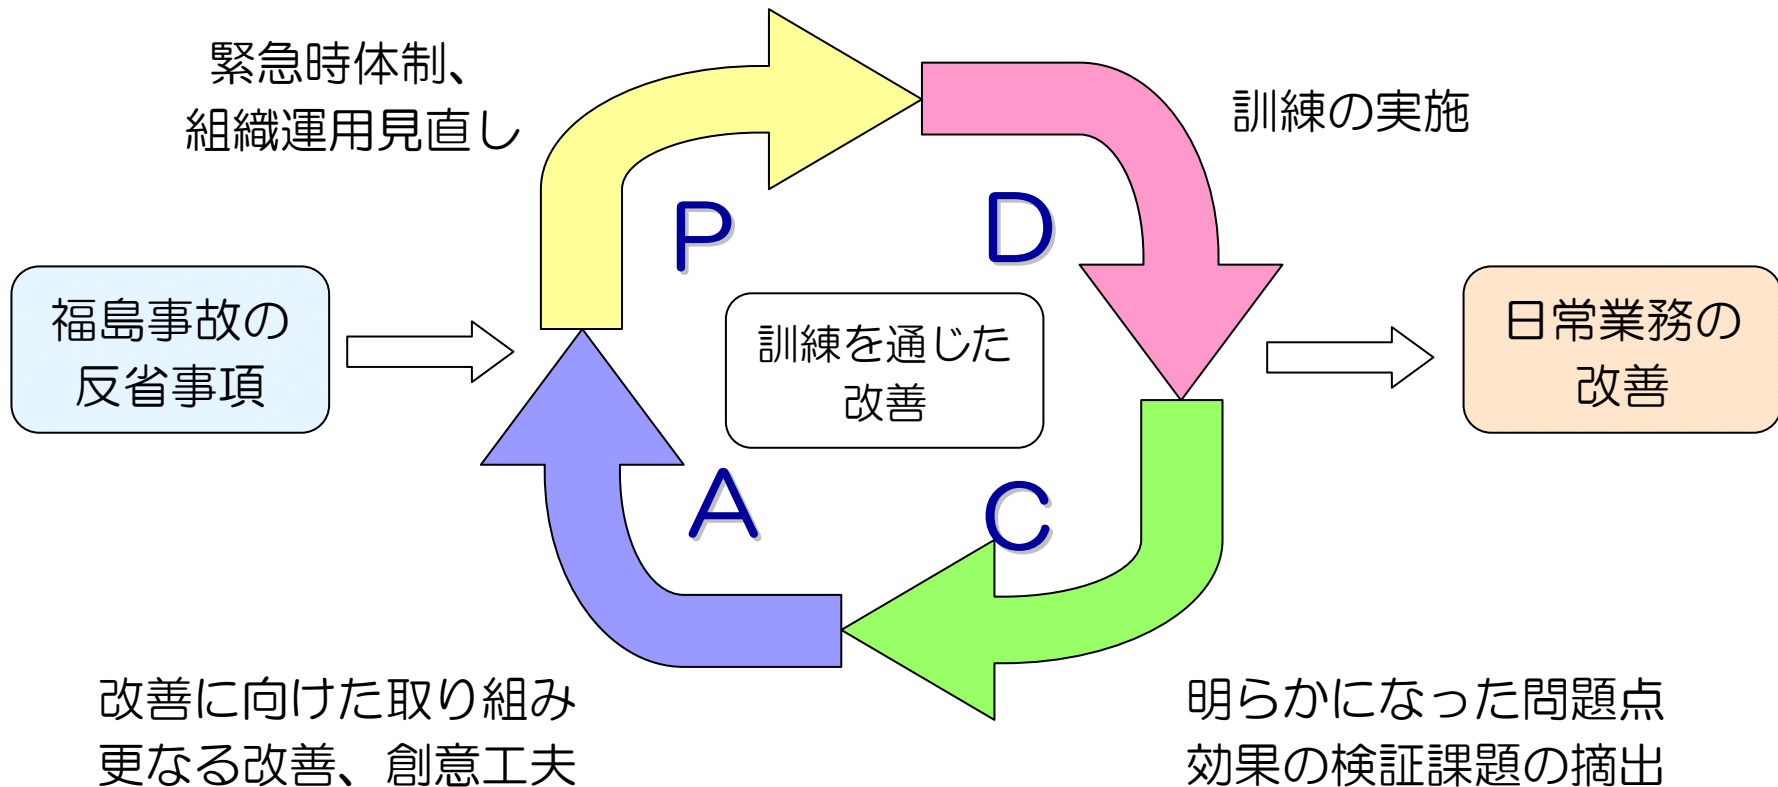 緊急時体制、
組織運用見直し
訓練の実施
P
D
福島事故の
反省事項
訓練を通じた
改善
日常業務の
改善
A
C
改善に向けた取り組み
更なる改善、創意工夫
明らかになった問題点
効果の検証課題の摘出